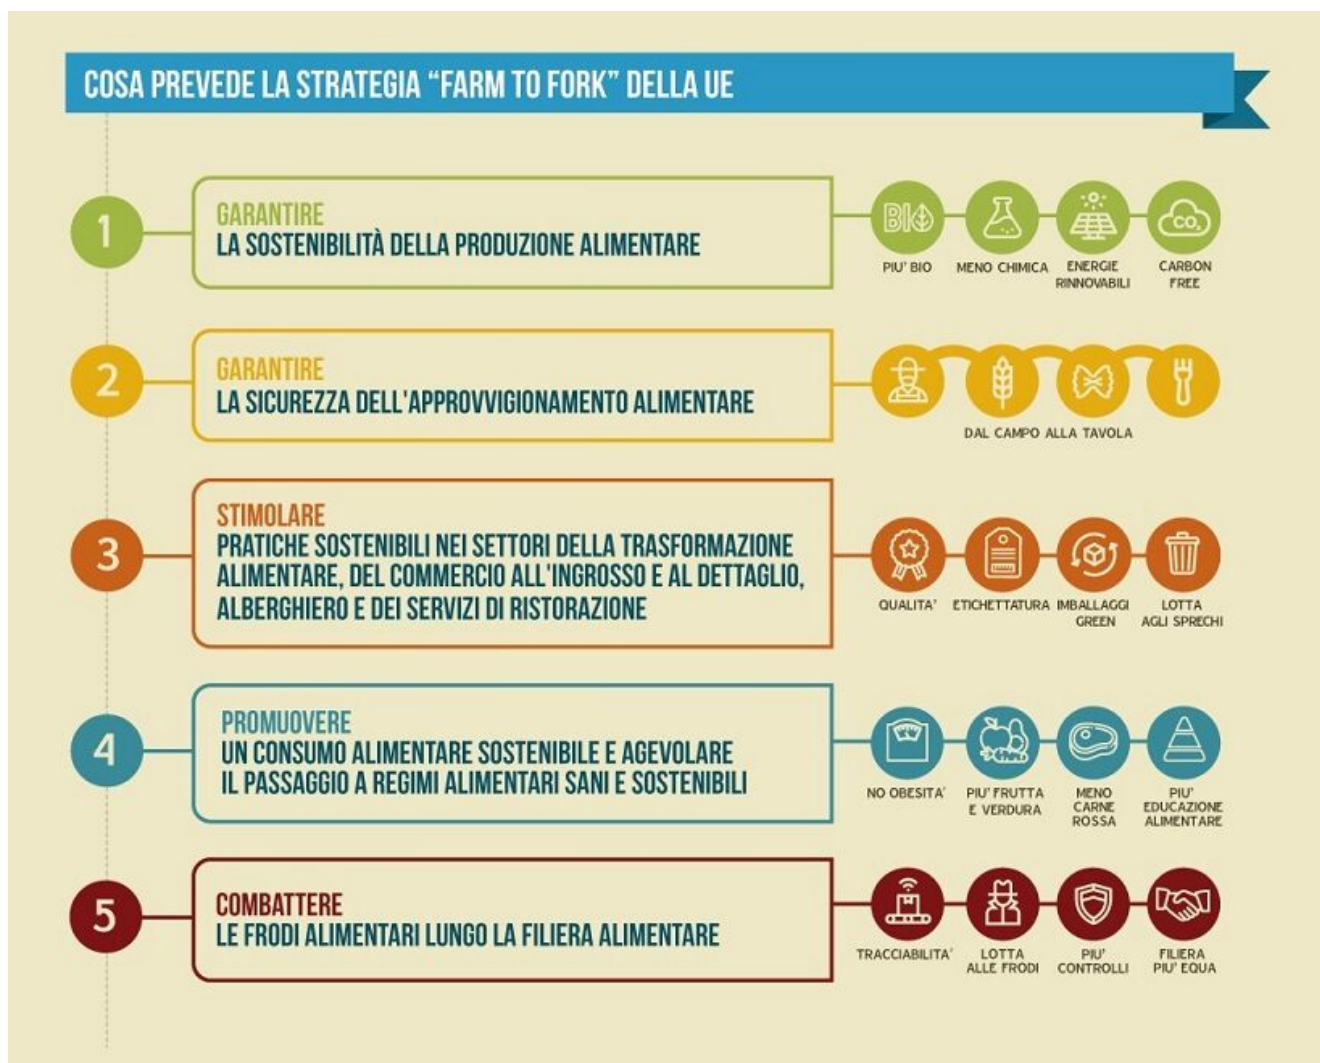 COSA PREVEDE LA STRATEGIA “FARM TO FORK” DELLA UE
1
GARANTIRE
LA SOSTENIBILITÀ DELLA PRODUZIONE ALIMENTARE
BIO
CO₂
PIU' BIO
MENO CHIMICA
ENERGIE
RINNOVABILI
CARBON
FREE
2
GARANTIRE
LA SICUREZZA DELL'APPROVVIGIONAMENTO ALIMENTARE
DAL CAMPO ALLA TAVOLA
3
STIMOLARE
PRATICHE SOSTENIBILI NEI SETTORI DELLA TRASFORMAZIONE
ALIMENTARE, DEL COMMERCIO ALL'INGROSSO E AL DETTAGLIO,
ALBERGHIERO E DEI SERVIZI DI RISTORAZIONE
QUALITA'
ETICHETTATURA
IMBALLAGGI
GREEN
LOTTA
AGLI SPRECHI
4
PROMUOVERE
UN CONSUMO ALIMENTARE SOSTENIBILE E AGEVOLARE
IL PASSAGGIO A REGIMI ALIMENTARI SANI E SOSTENIBILI
NO OBESITA'
PIU' FRUTTA
E VERDURA
MENO
CARNE
ROSSA
PIU'
EDUCAZIONE
ALIMENTARE
5
COMBATTERE
LE FRODI ALIMENTARI LUNGO LA FILIERA ALIMENTARE
TRACCIABILITA'
LOTTA
ALLE FRODI
PIU'
CONTROLLI
FILIERA
PIU' EQUA